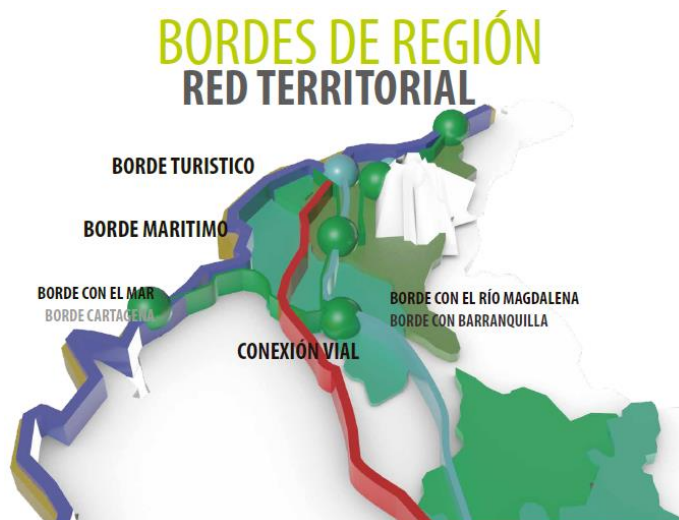 BORDES DE REGIÓN
RED TERRITORIAL
BORDE TURISTICO
BORDE MARITIMO
BORDE CON EL MAR
BORDE CARTAGENA
BORDE CON EL RÍO MAGDALENA
BORDE CON BARRANQUILLA
CONEXIÓN VIAL